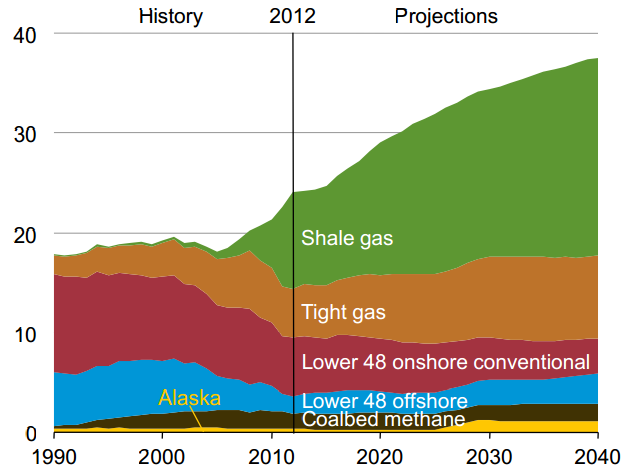 History 2012 Projections
40
30
20
10
0
Shale gas
Tight gas
Lower 48 onshore conventional
Lower 48 offshore
Alaska
Coalbed methane
1990 2000 2010 2020 2030 2040